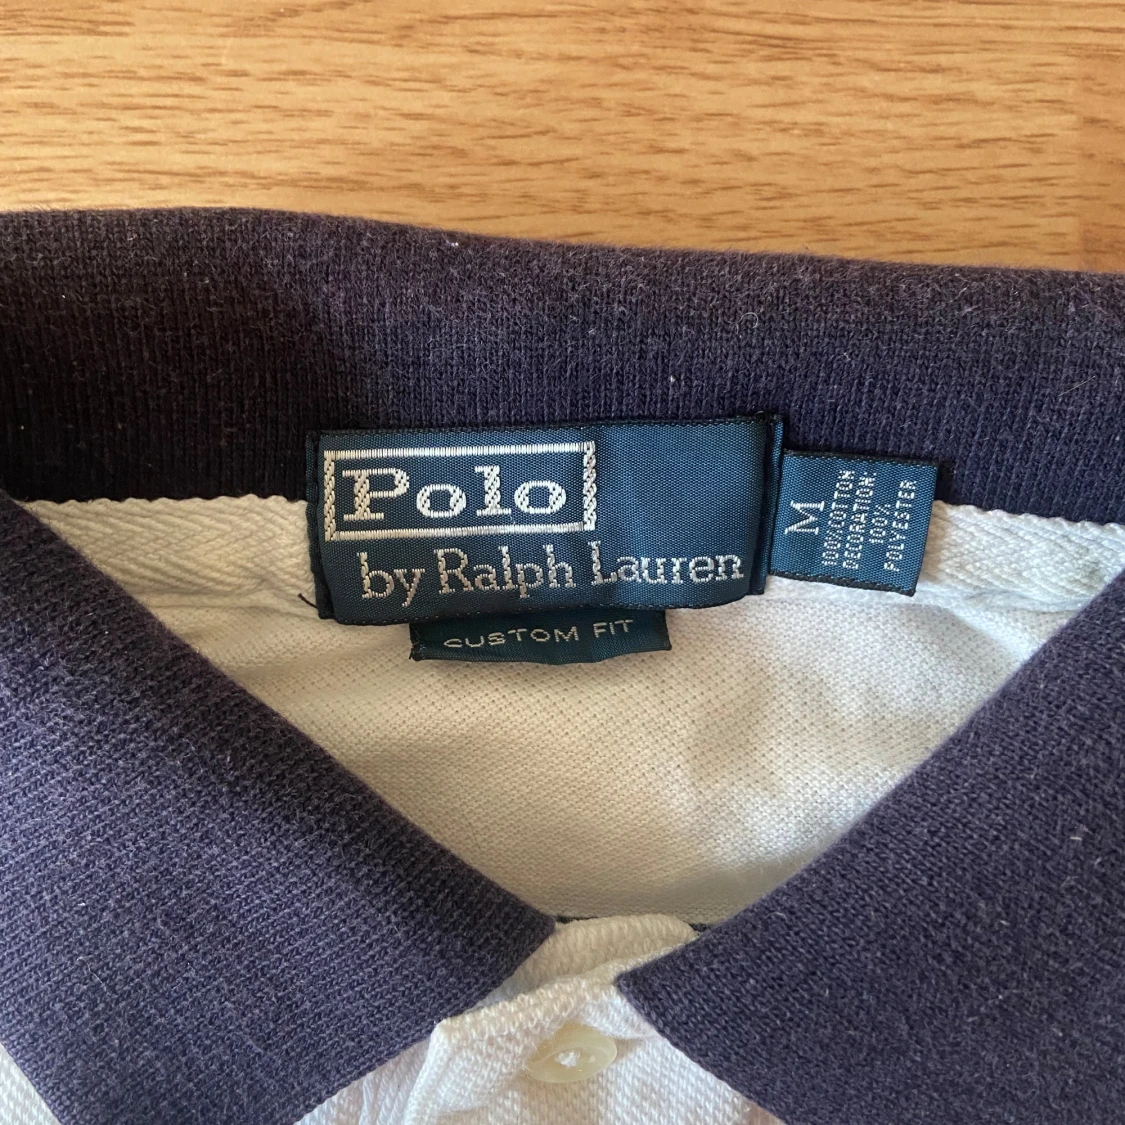 Polo
by Ralph Lauren
CUSTOM FIT
M
100%COTTON
DECORATION:
100%
POLYESTER